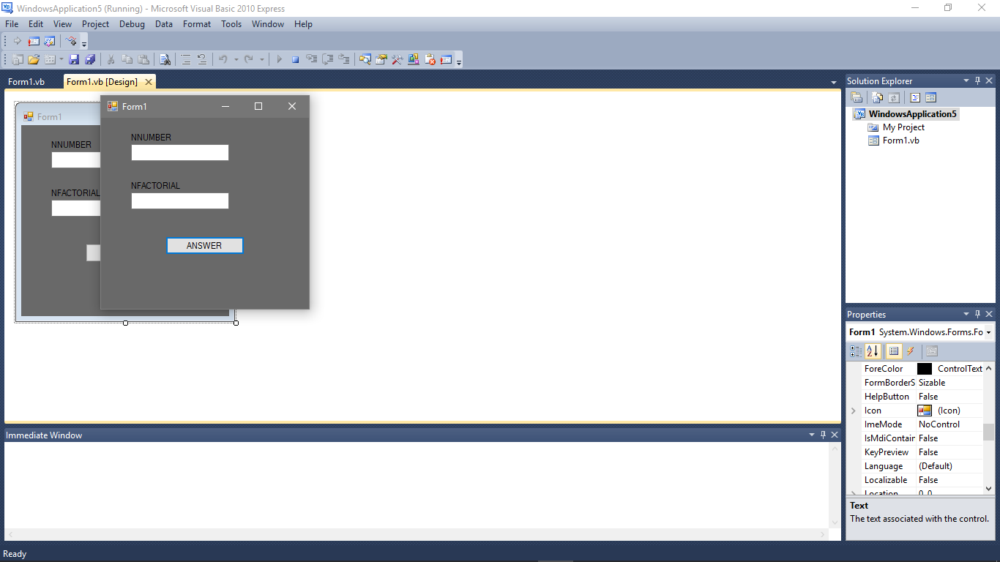 WindowsApplication5 (Running) - Microsoft Visual Basic 2010 Express
File Edit View Project Debug Data Format Tools Window Help
Form1.vb Form1.vb [Design]
Form1
NNUMBER
NFACTORIAL
Form1
NNUMBER
NFACTORIAL
ANSWER
Immediate Window
Solution Explorer
WindowsApplication5
My Project
Form1.vb
Properties
Form1 System.Windows.Forms.Fo
ForeColor ControlText
FormBorderS Sizable
HelpButton False
Icon (Icon)
ImeMode NoControl
IsMdiContain False
KeyPreview False
Language (Default)
Localizable False
Location 0, 0
Text
The text associated with the control.
Ready